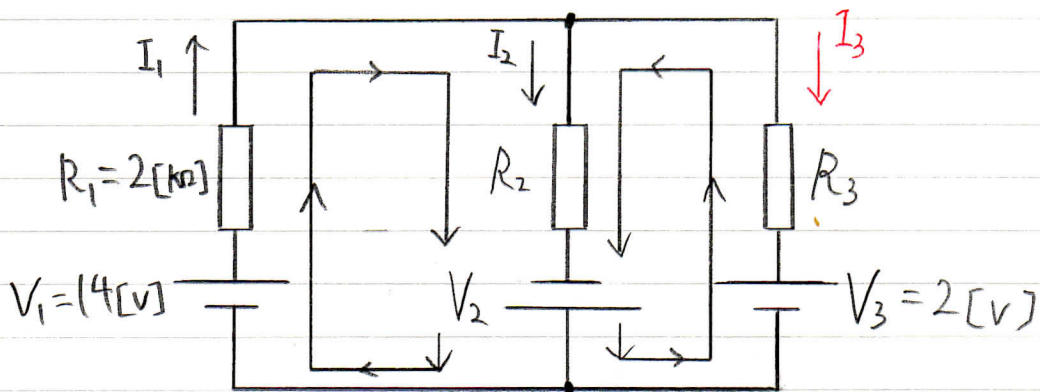 I₁
I₂
I₃
R₁=2[kΩ]
R₂
R₃
V₁=14[V]
V₂
V₃=2[V]